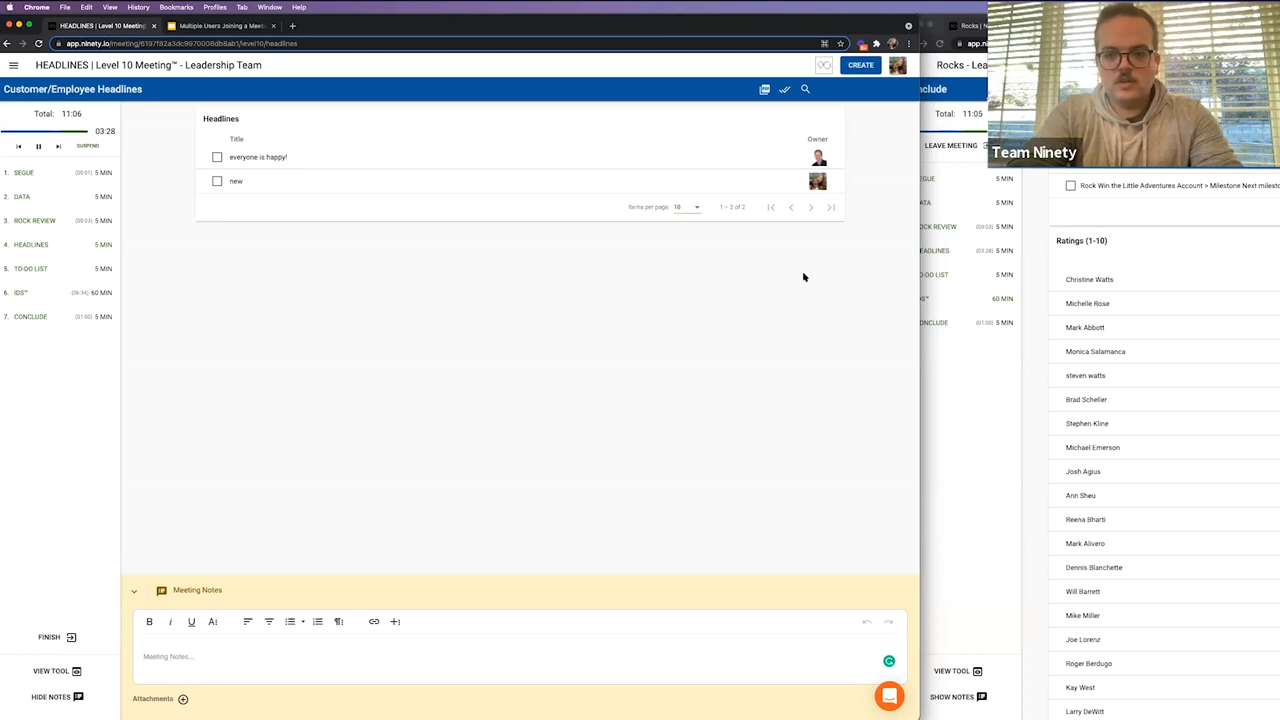 Chrome File Edit View History Bookmarks Profiles Tab Window Help
HEADLINES | Level 10 Meeting
Multiple Users Joining a Meeti
app.ninety.io/meeting/6197f82a3dc9970008db8ab1/level10/headlines
HEADLINES | Level 10 Meeting™ - Leadership Team
CREATE
Customer/Employee Headlines
Total: 11:06
03:28
SUSPEND
1. SEGUE (00:01) 5 MIN
2. DATA 5 MIN
3. ROCK REVIEW (00:03) 5 MIN
4. HEADLINES 5 MIN
5. TO-DO LIST 5 MIN
6. IDS™ (06:34) 60 MIN
7. CONCLUDE (01:00) 5 MIN
FINISH
VIEW TOOL
HIDE NOTES
Headlines
Title Owner
everyone is happy!
new
Items per page: 10 1 – 2 of 2
Meeting Notes
B I U A
Meeting Notes...
Attachments
Rocks | N
app.n
Rocks - Lea
nclude
Total: 11:05
LEAVE MEETING
EGUE (00:01) 5 MIN
ATA 5 MIN
OCK REVIEW (00:03) 5 MIN
EADLINES (03:28) 5 MIN
O-DO LIST 5 MIN
S™ 60 MIN
ONCLUDE (01:00) 5 MIN
VIEW TOOL
SHOW NOTES
Team Ninety
Rock Win the Little Adventures Account > Milestone Next milesto
Ratings (1-10)
Christine Watts
Michelle Rose
Mark Abbott
Monica Salamanca
steven watts
Brad Scheller
Stephen Kline
Michael Emerson
Josh Agius
Ann Sheu
Reena Bharti
Mark Alivero
Dennis Blanchette
Will Barrett
Mike Miller
Joe Lorenz
Roger Berdugo
Kay West
Larry DeWitt